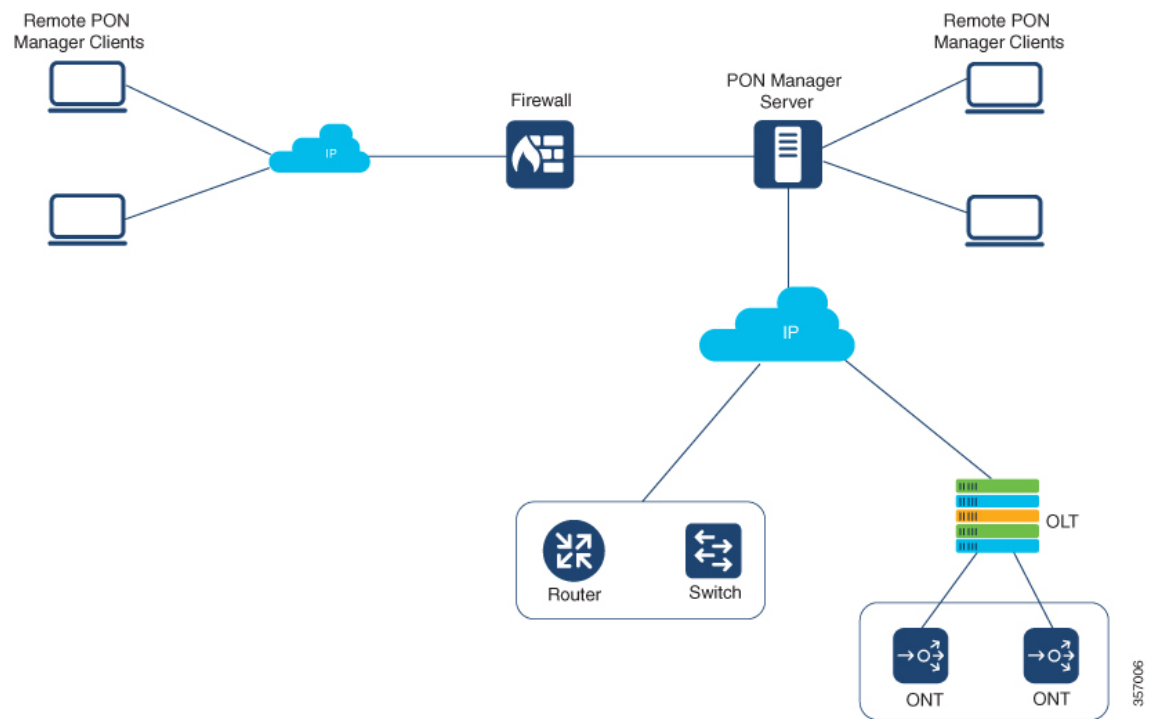 Remote PON
Manager Clients
Remote PON
Manager Clients
Firewall
PON Manager
Server
IP
IP
OLT
Router
Switch
ONT
ONT
357006